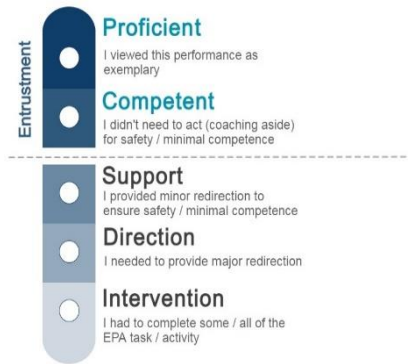 Entrustment
Proficient
I viewed this performance as
exemplary
Competent
I didn't need to act (coaching aside)
for safety / minimal competence
Support
I provided minor redirection to
ensure safety / minimal competence
Direction
I needed to provide major redirection
Intervention
I had to complete some / all of the
EPA task / activity